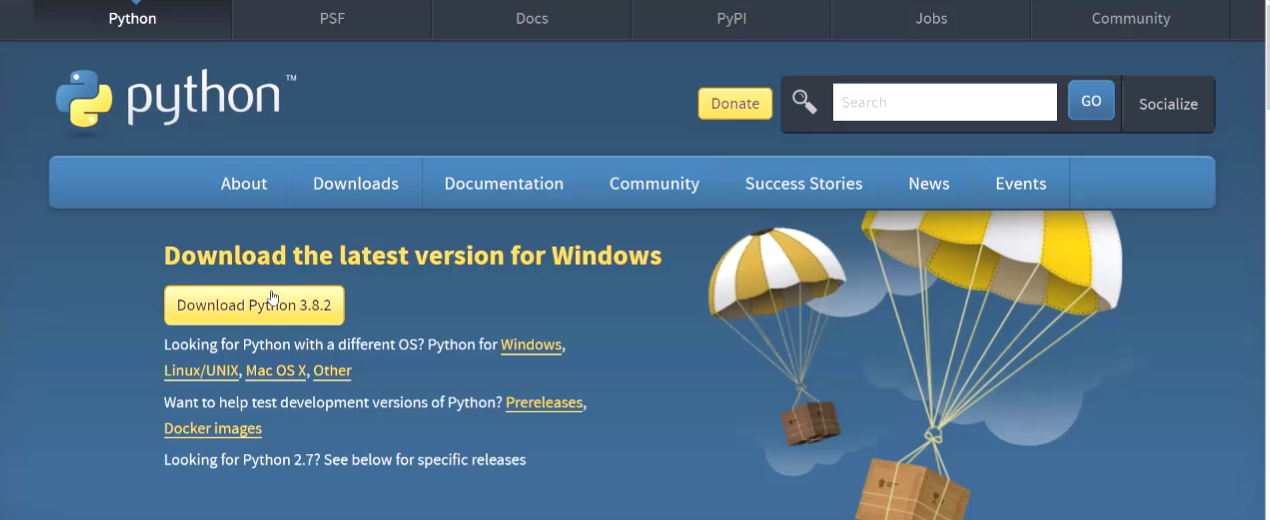 Python PSF Docs PyPI Jobs Community
python™
Donate Search GO Socialize
About Downloads Documentation Community Success Stories News Events
Download the latest version for Windows
Download Python 3.8.2
Looking for Python with a different OS? Python for Windows,
Linux/UNIX, Mac OS X, Other
Want to help test development versions of Python? Prereleases,
Docker images
Looking for Python 2.7? See below for specific releases